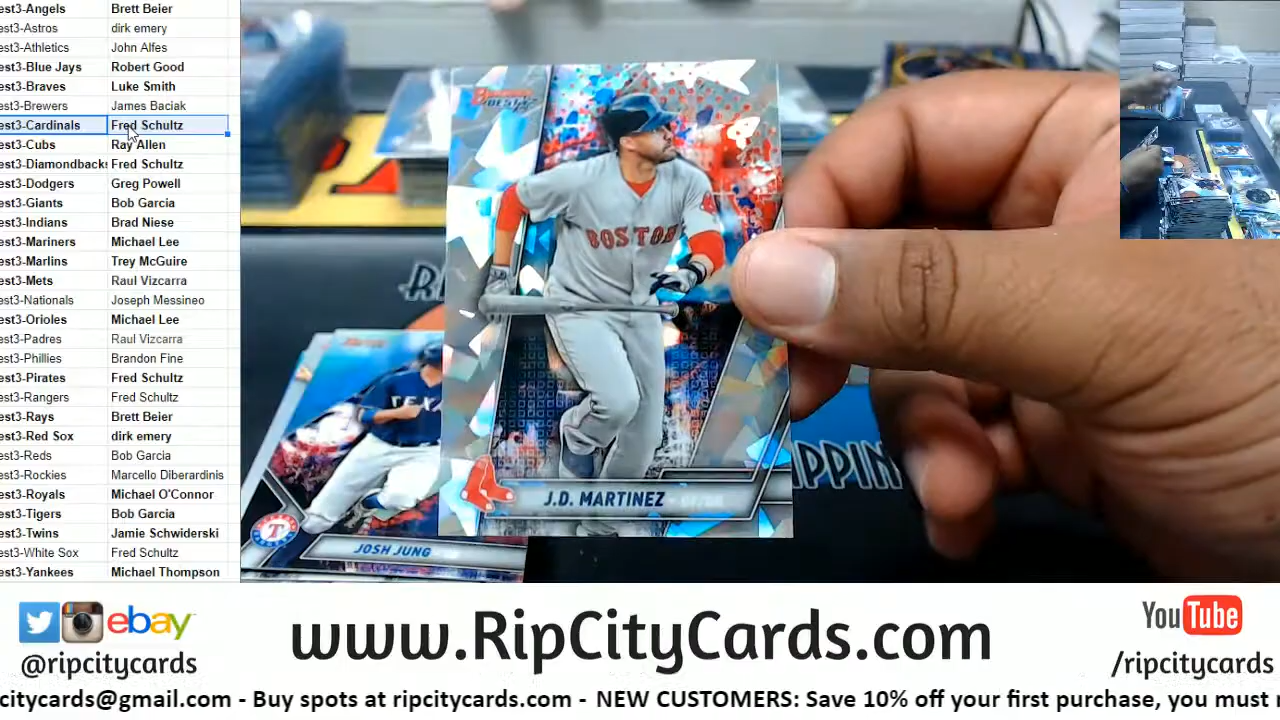 est3-Angels Brett Beier
est3-Astros dirk emery
est3-Athletics John Alfes
est3-Blue Jays Robert Good
est3-Braves Luke Smith
est3-Brewers James Baciak
est3-Cardinals Fred Schultz
est3-Cubs Ray Allen
est3-Diamondbacks Fred Schultz
est3-Dodgers Greg Powell
est3-Giants Bob Garcia
est3-Indians Brad Niese
est3-Mariners Michael Lee
est3-Marlins Trey McGuire
est3-Mets Raul Vizcarra
est3-Nationals Joseph Messineo
est3-Orioles Michael Lee
est3-Padres Raul Vizcarra
est3-Phillies Brandon Fine
est3-Pirates Fred Schultz
est3-Rangers Fred Schultz
est3-Rays Brett Beier
est3-Red Sox dirk emery
est3-Reds Bob Garcia
est3-Rockies Marcello Diberardinis
est3-Royals Michael O'Connor
est3-Tigers Bob Garcia
est3-Twins Jamie Schwiderski
est3-White Sox Fred Schultz
est3-Yankees Michael Thompson
BOSTON
J.D. MARTINEZ
TEX
T
JOSH JUNG
IPPIN
ebay
@ripcitycards
www.RipCityCards.com
YouTube
/ripcitycards
citycards@gmail.com - Buy spots at ripcitycards.com - NEW CUSTOMERS: Save 10% off your first purchase, you must